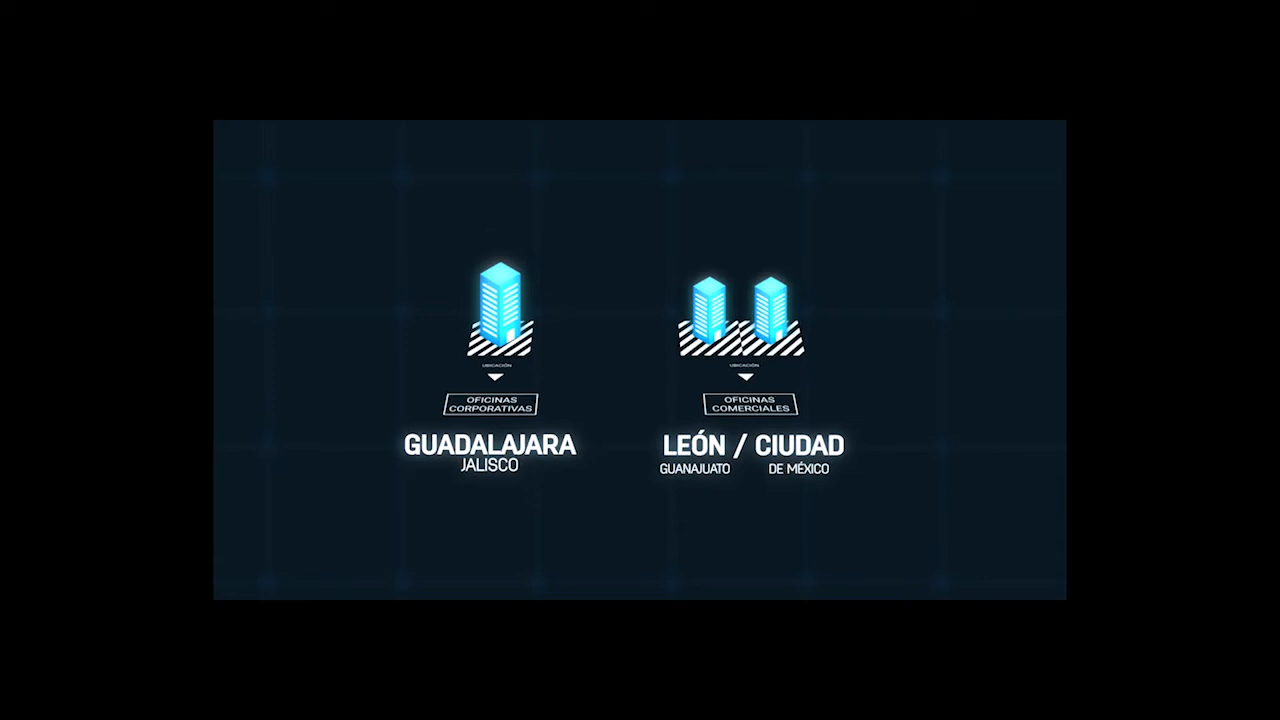 UBICACIÓN
OFICINAS
CORPORATIVAS
GUADALAJARA
JALISCO
UBICACIÓN
OFICINAS
COMERCIALES
LEÓN / CIUDAD
GUANAJUATO DE MÉXICO